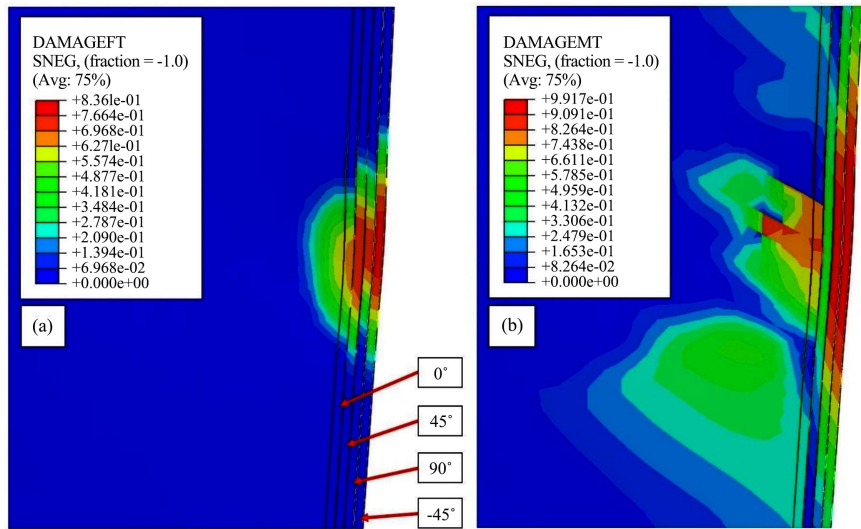 DAMAGEFT
SNEG, (fraction = -1.0)
(Avg: 75%)
+8.36le-01
+7.664e-01
+6.968e-01
+6.27le-01
+5.574e-01
+4.877e-01
+4.181e-01
+3.484e-01
+2.787e-01
+2.090e-01
+1.394e-01
+6.968e-02
+0.000e+00
(a)
0°
45°
90°
-45°
DAMAGEMT
SNEG, (fraction = -1.0)
(Avg: 75%)
+9.917e-01
+9.091e-01
+8.264e-01
+7.438e-01
+6.611e-01
+5.785e-01
+4.959e-01
+4.132e-01
+3.306e-01
+2.479e-01
+1.653e-01
+8.264e-02
+0.000e+00
(b)